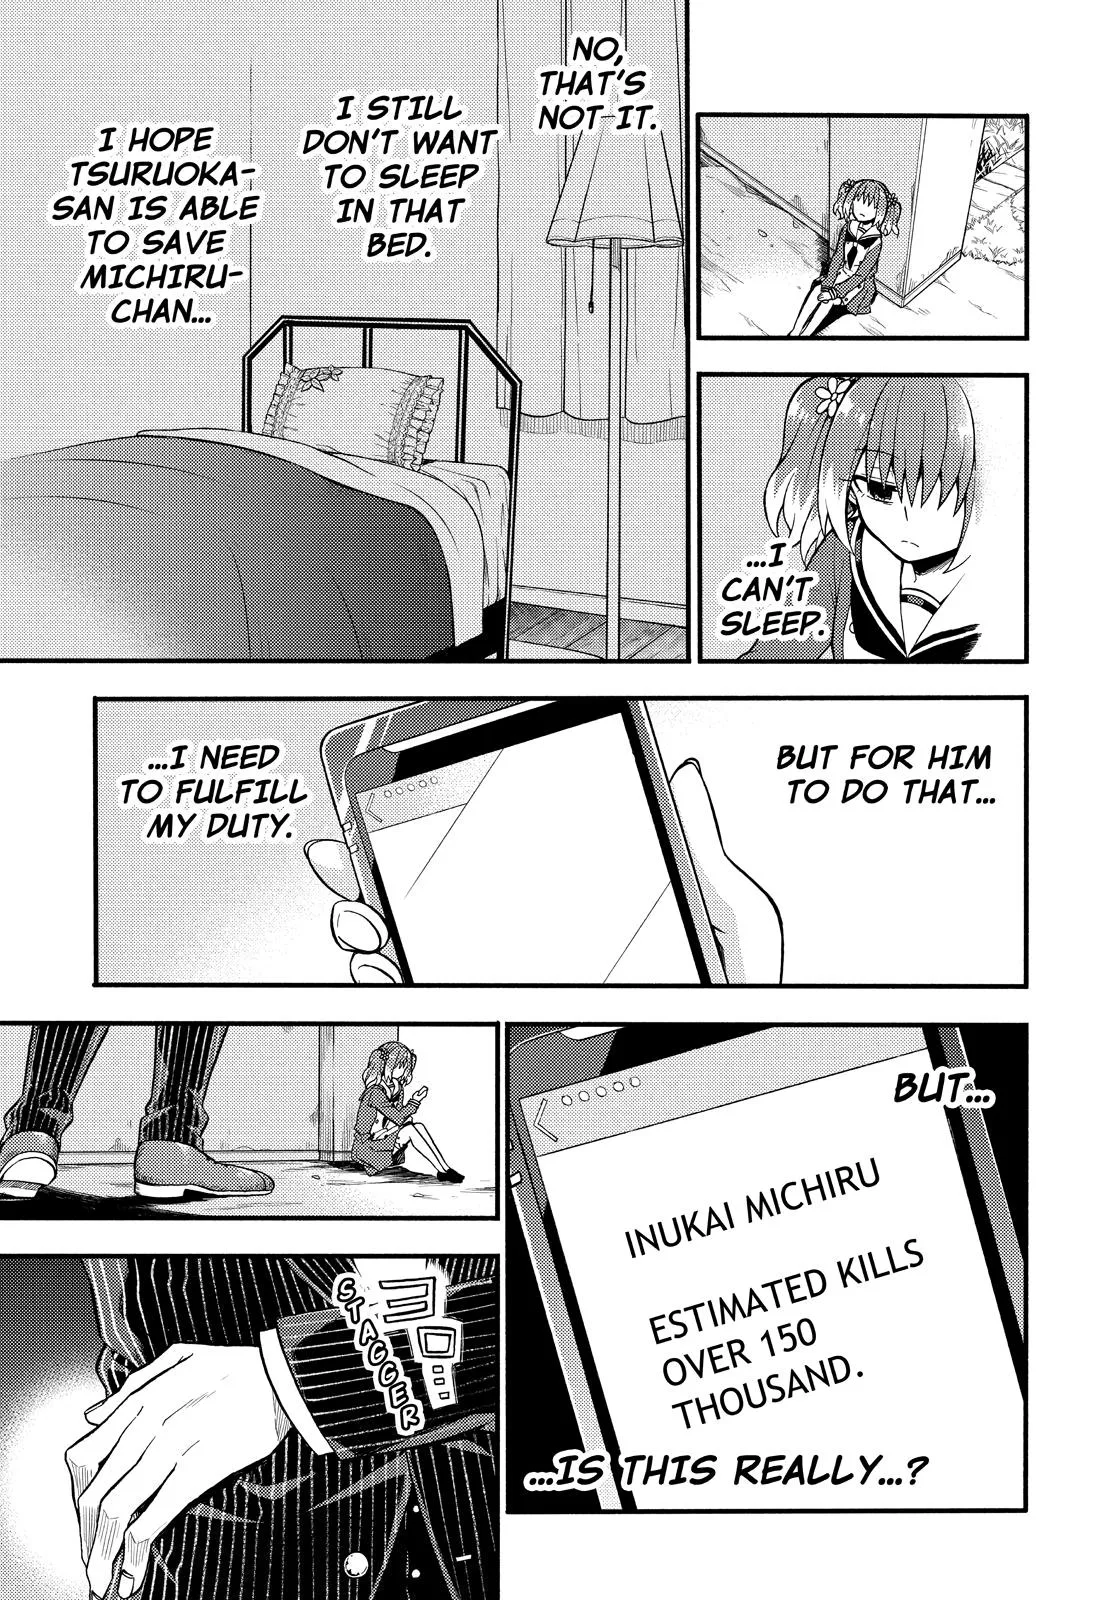 ...I
CAN'T
SLEEP.
NO,
THAT'S
NOT IT.
I STILL
DON'T WANT
TO SLEEP
IN THAT
BED.
I HOPE
TSURUOKA-
SAN IS ABLE
TO SAVE
MICHIRU-
CHAN...
BUT FOR HIM
TO DO THAT...
...I NEED
TO FULFILL
MY DUTY.
BUT...
INUKAI MICHIRU
ESTIMATED KILLS
OVER 150
THOUSAND.
...IS THIS REALLY...?
ヨロ……
STAGGER